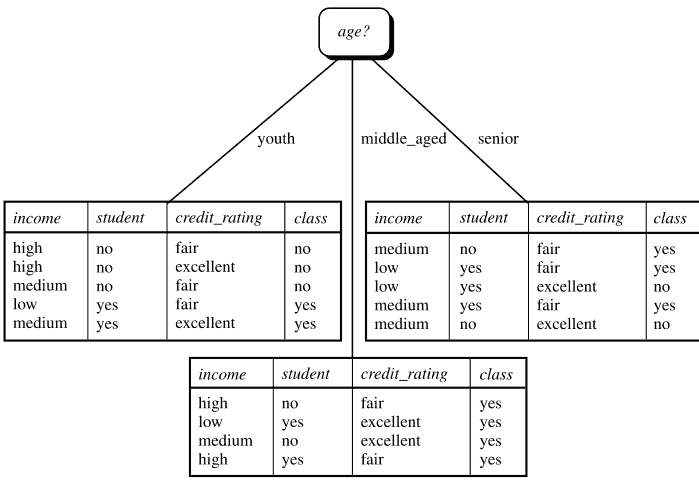 age?
youth
middle_aged
senior
income student credit_rating class
high no fair no
high no excellent no
medium no fair no
low yes fair yes
medium yes excellent yes
income student credit_rating class
medium no fair yes
low yes fair yes
low yes excellent no
medium yes fair yes
medium no excellent no
income student credit_rating class
high no fair yes
low yes excellent yes
medium no excellent yes
high yes fair yes